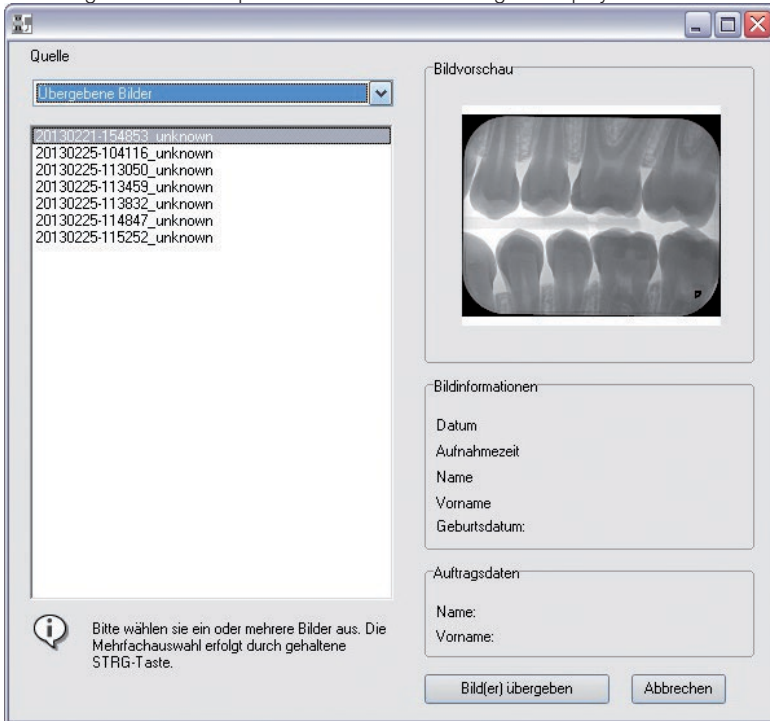 Quelle
Übergebene Bilder
20130221-154853_unknown
20130225-104116_unknown
20130225-113050_unknown
20130225-113459_unknown
20130225-113832_unknown
20130225-114847_unknown
20130225-115252_unknown
Bitte wählen sie ein oder mehrere Bilder aus. Die
Mehrfachauswahl erfolgt durch gehaltene
STRG-Taste.
Bildvorschau
Bildinformationen
Datum
Aufnahmezeit
Name
Vorname
Geburtsdatum:
Auftragsdaten
Name:
Vorname:
Bild(er) übergeben
Abbrechen